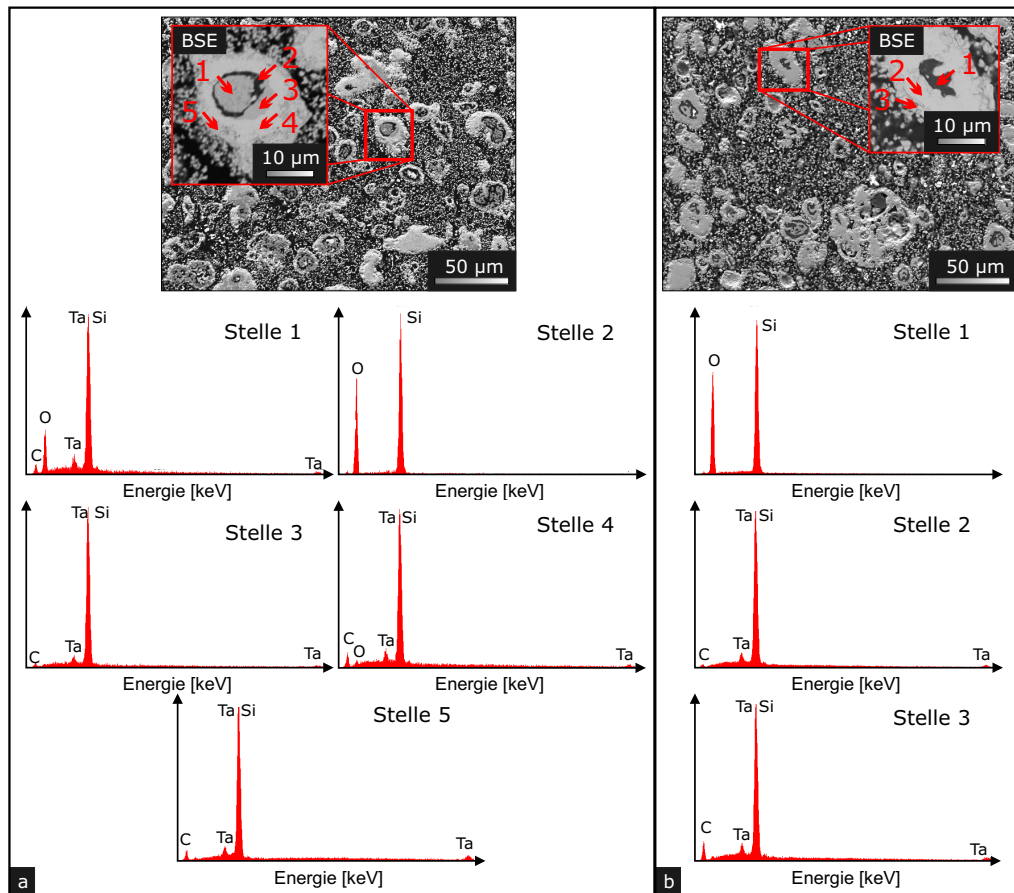 BSE
1
2
3
4
5
10 µm
50 µm
BSE
1
2
3
10 µm
50 µm
Stelle 1
Ta Si
O
C
Ta
Ta
Energie [keV]
Stelle 2
Si
O
Energie [keV]
Stelle 3
Ta Si
C
Ta
Ta
Energie [keV]
Stelle 4
Ta Si
C
O
Ta
Ta
Energie [keV]
Stelle 5
Ta Si
C
Ta
Ta
Energie [keV]
a
Stelle 1
Si
O
Energie [keV]
Stelle 2
Ta Si
C
Ta
Ta
Energie [keV]
Stelle 3
Ta Si
C
Ta
Ta
Energie [keV]
b